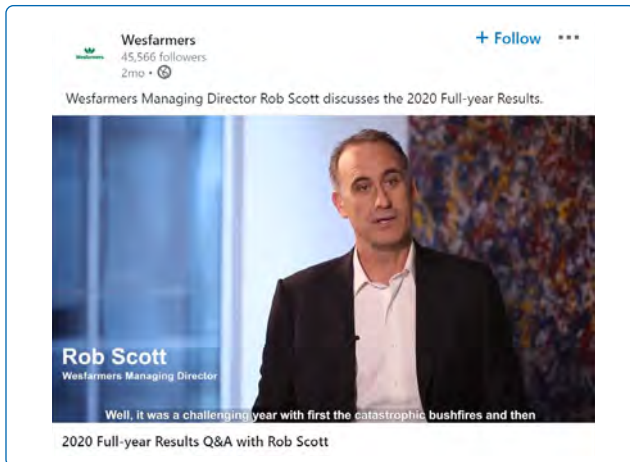 Wesfarmers
+ Follow
Wesfarmers
45,566 followers
2mo •
Wesfarmers Managing Director Rob Scott discusses the 2020 Full-year Results.
Rob Scott
Wesfarmers Managing Director
Well, it was a challenging year with first the catastrophic bushfires and then
2020 Full-year Results Q&A with Rob Scott